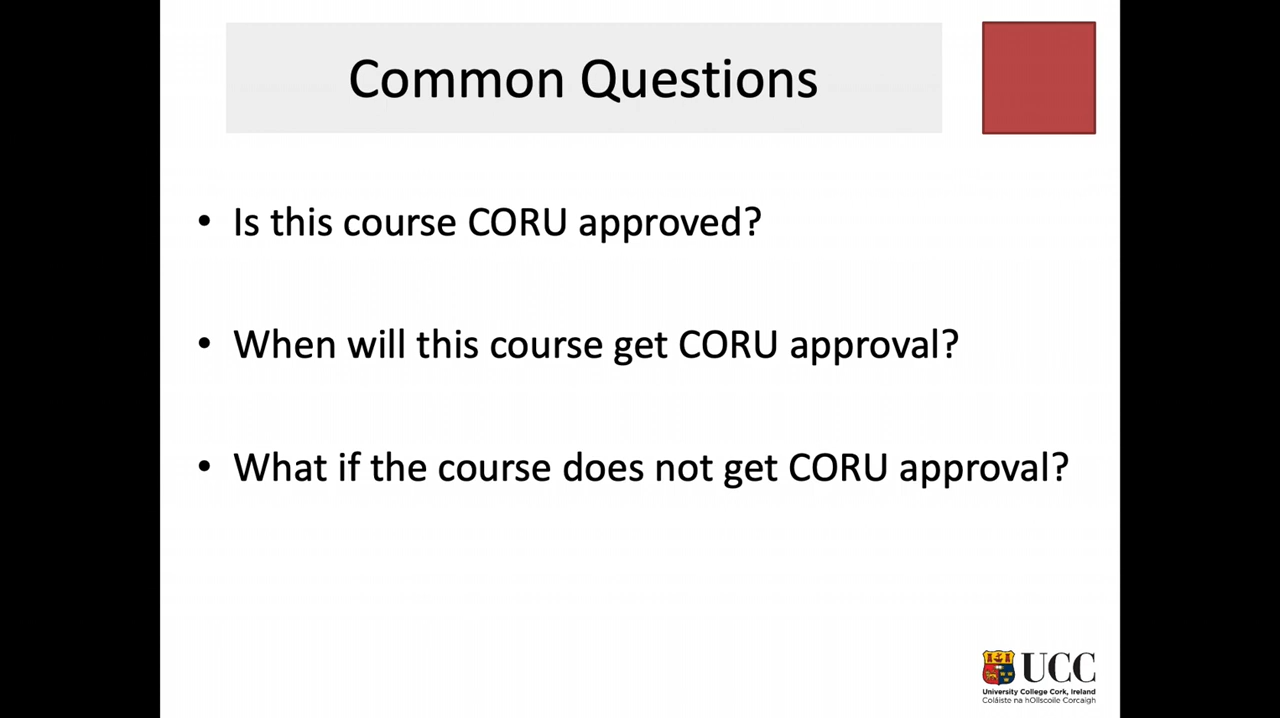 Common Questions
• Is this course CORU approved?
• When will this course get CORU approval?
• What if the course does not get CORU approval?
UCC
University College Cork, Ireland
Coláiste na hOllscoile Corcaigh